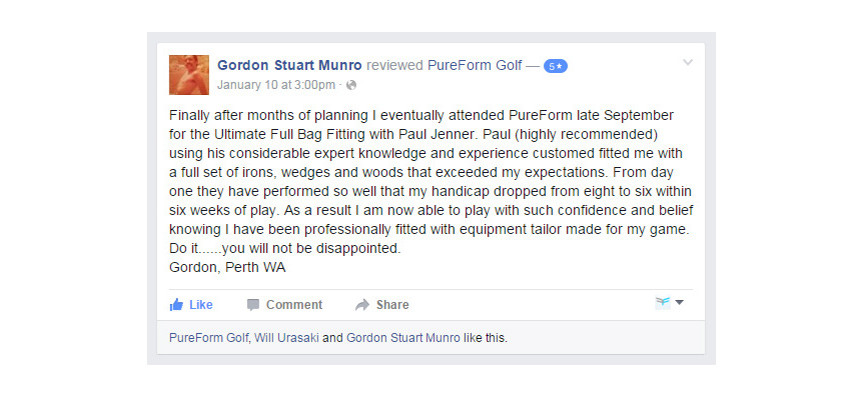 Gordon Stuart Munro reviewed PureForm Golf — 5★
January 10 at 3:00pm ·
Finally after months of planning I eventually attended PureForm late September
for the Ultimate Full Bag Fitting with Paul Jenner. Paul (highly recommended)
using his considerable expert knowledge and experience customed fitted me with
a full set of irons, wedges and woods that exceeded my expectations. From day
one they have performed so well that my handicap dropped from eight to six within
six weeks of play. As a result I am now able to play with such confidence and belief
knowing I have been professionally fitted with equipment tailor made for my game.
Do it......you will not be disappointed.
Gordon, Perth WA
Like Comment Share
PureForm Golf, Will Urasaki and Gordon Stuart Munro like this.